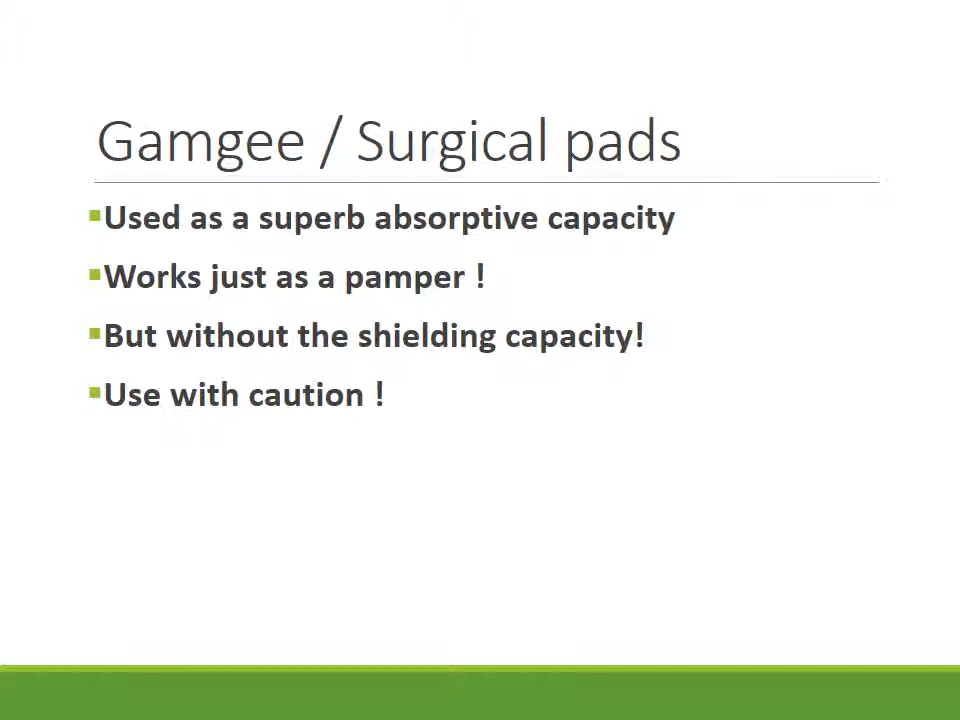 Gamgee / Surgical pads
Used as a superb absorptive capacity
Works just as a pamper !
But without the shielding capacity!
Use with caution !